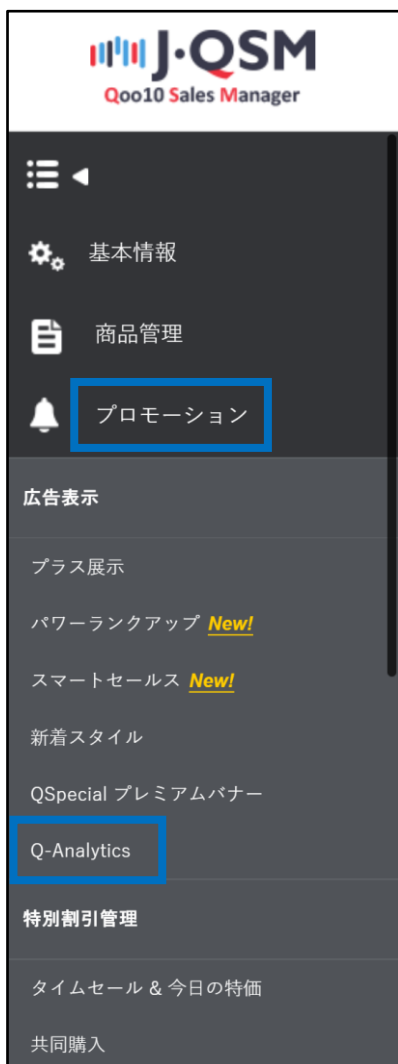 J·QSM
Qoo10 Sales Manager
基本情報
商品管理
プロモーション
広告表示
プラス展示
パワーランクアップ New!
スマートセールス New!
新着スタイル
QSpecial プレミアムバナー
Q-Analytics
特別割引管理
タイムセール & 今日の特価
共同購入